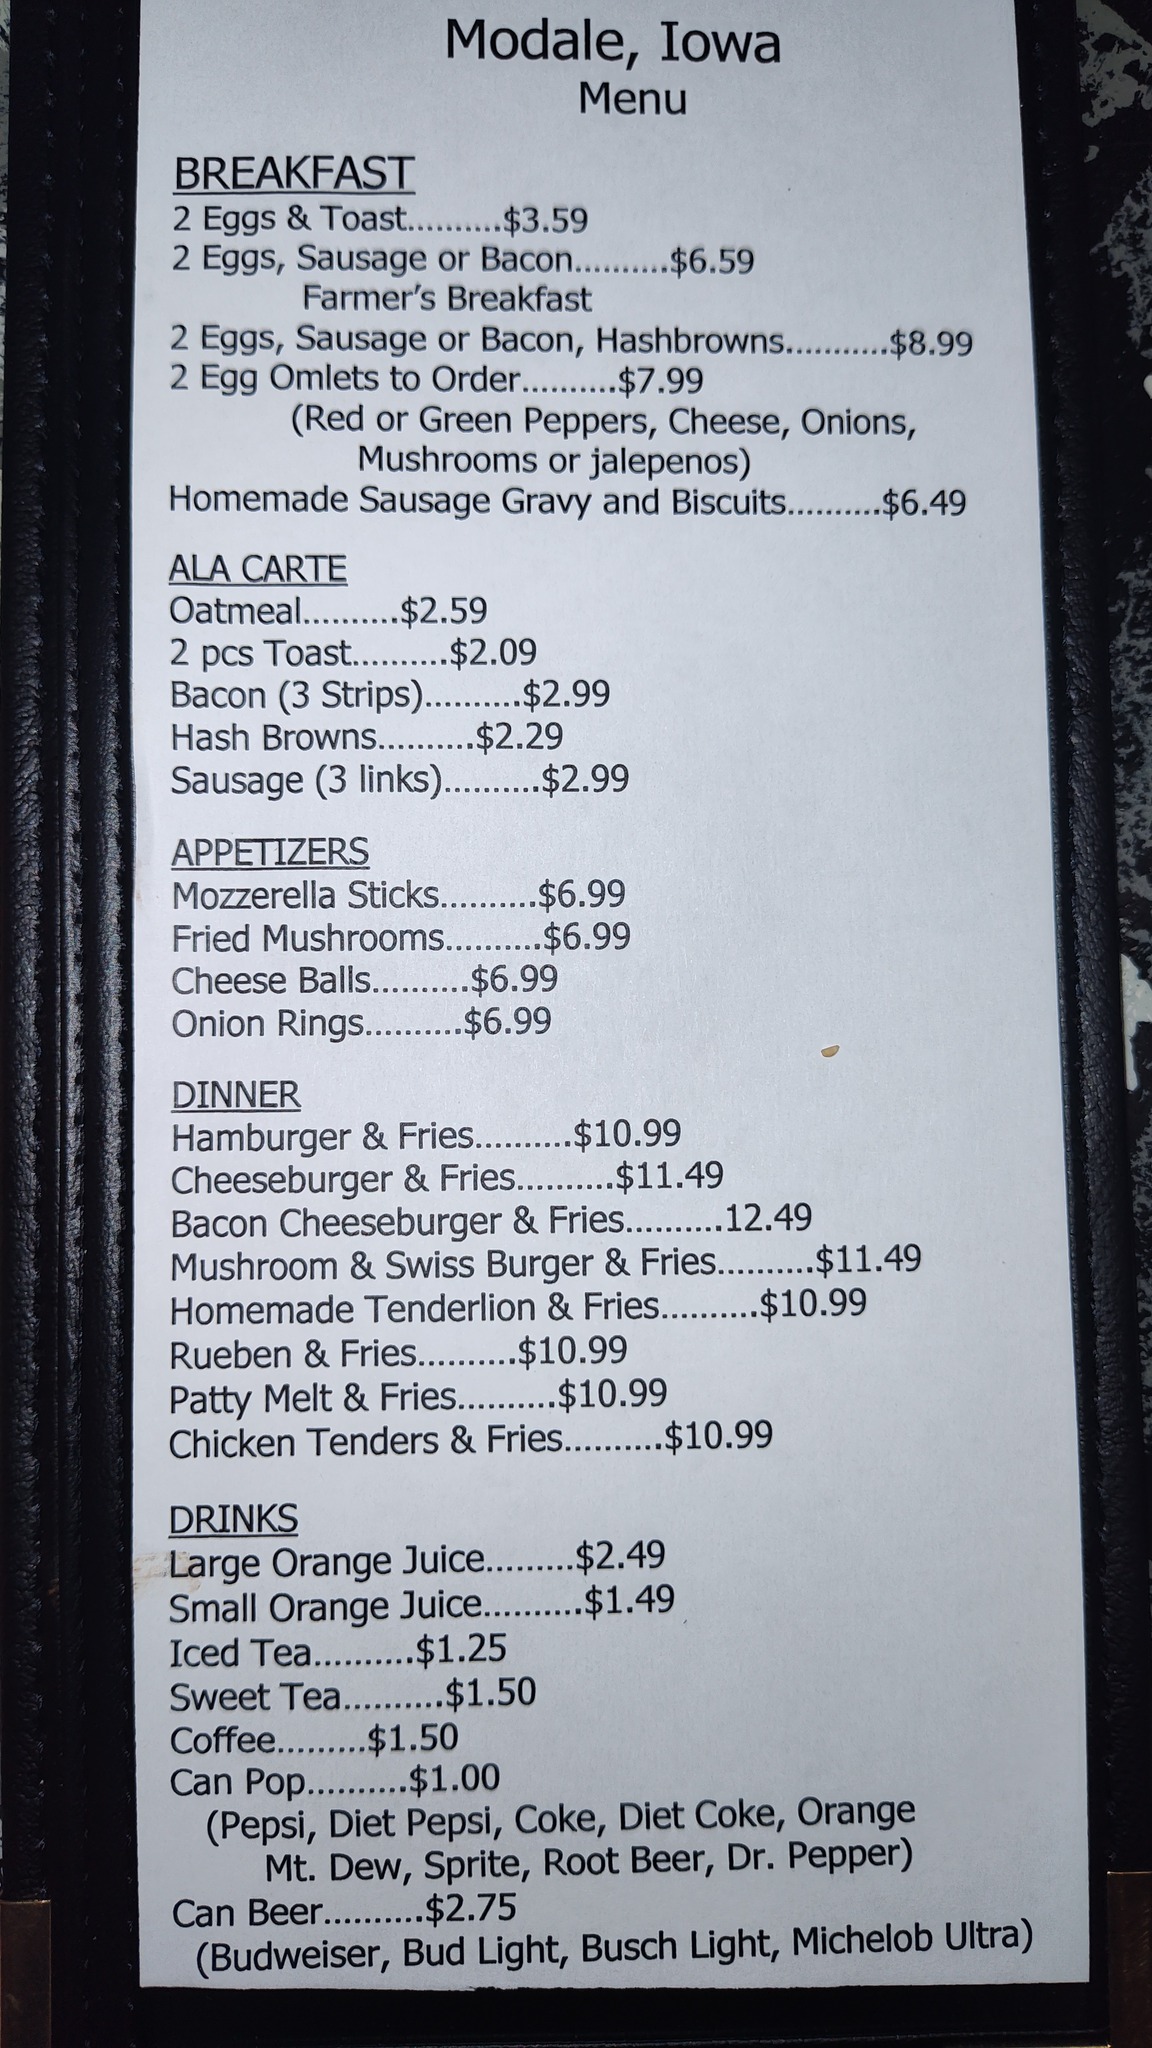 Modale, Iowa
Menu
BREAKFAST
2 Eggs & Toast..........$3.59
2 Eggs, Sausage or Bacon..........$6.59
Farmer's Breakfast
2 Eggs, Sausage or Bacon, Hashbrowns...........$8.99
2 Egg Omlets to Order..........$7.99
(Red or Green Peppers, Cheese, Onions,
Mushrooms or jalepenos)
Homemade Sausage Gravy and Biscuits..........$6.49
ALA CARTE
Oatmeal..........$2.59
2 pcs Toast..........$2.09
Bacon (3 Strips)..........$2.99
Hash Browns..........$2.29
Sausage (3 links)..........$2.99
APPETIZERS
Mozzerella Sticks..........$6.99
Fried Mushrooms..........$6.99
Cheese Balls..........$6.99
Onion Rings..........$6.99
DINNER
Hamburger & Fries..........$10.99
Cheeseburger & Fries..........$11.49
Bacon Cheeseburger & Fries..........12.49
Mushroom & Swiss Burger & Fries..........$11.49
Homemade Tenderlion & Fries..........$10.99
Rueben & Fries..........$10.99
Patty Melt & Fries..........$10.99
Chicken Tenders & Fries..........$10.99
DRINKS
Large Orange Juice.........$2.49
Small Orange Juice..........$1.49
Iced Tea..........$1.25
Sweet Tea..........$1.50
Coffee.........$1.50
Can Pop..........$1.00
(Pepsi, Diet Pepsi, Coke, Diet Coke, Orange
Mt. Dew, Sprite, Root Beer, Dr. Pepper)
Can Beer..........$2.75
(Budweiser, Bud Light, Busch Light, Michelob Ultra)